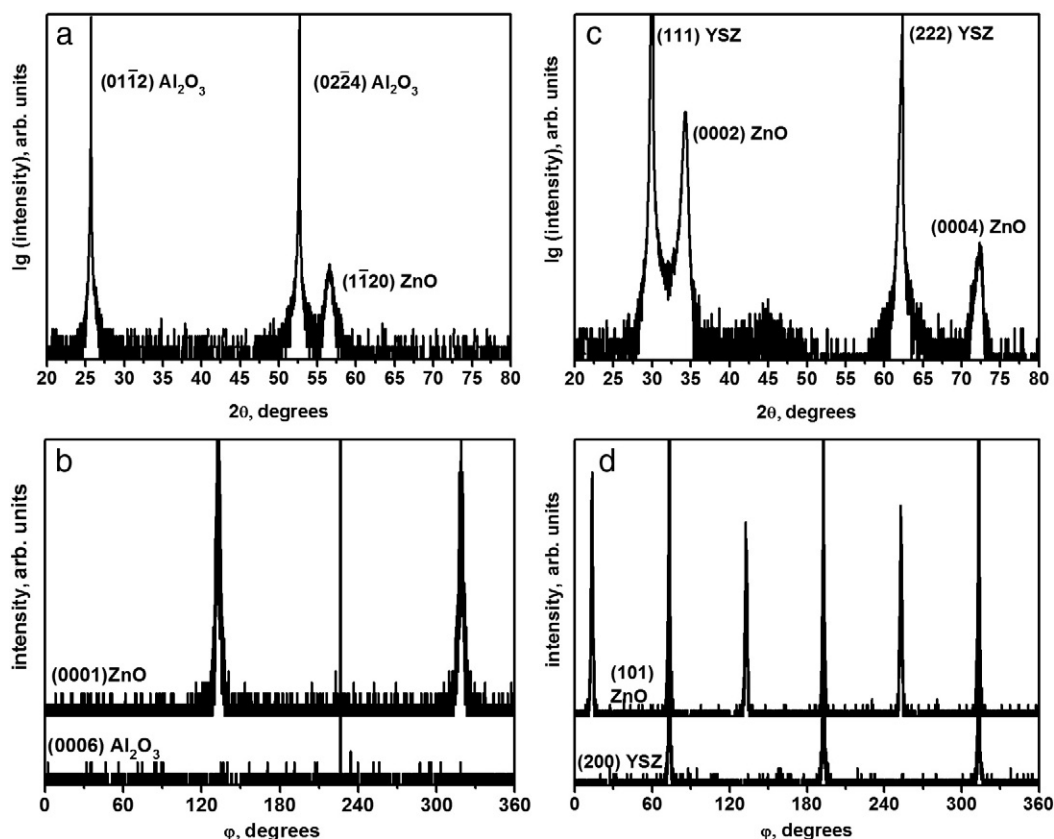 a
(011̅2) Al₂O₃
(022̅4) Al₂O₃
(11̅20) ZnO
lg (intensity), arb. units
20 25 30 35 40 45 50 55 60 65 70 75 80
2θ, degrees
c
(111) YSZ
(222) YSZ
(0002) ZnO
(0004) ZnO
lg (intensity), arb. units
20 25 30 35 40 45 50 55 60 65 70 75 80
2θ, degrees
b
(0001)ZnO
(0006) Al₂O₃
intensity, arb. units
0 60 120 180 240 300 360
φ, degrees
d
(101)
ZnO
(200) YSZ
intensity, arb. units
0 60 120 180 240 300 360
φ, degrees